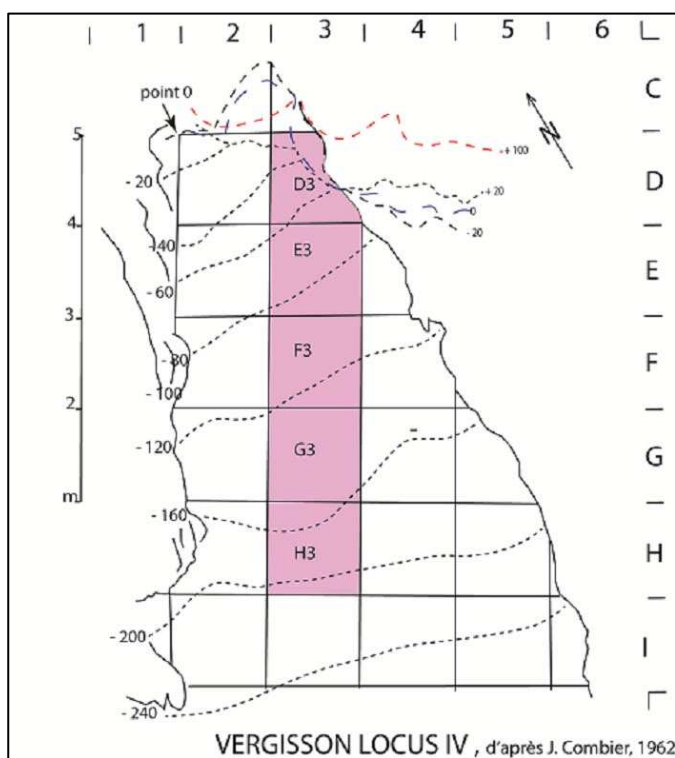 1 2 3 4 5 6
C
point 0
N
5
+100
D
D3
-20
+20
0
-20
4
-40
E3
E
-60
3
F3
F
-80
-100
2
-120
G3
G
-
m
-160
H3
H
-200
I
-240
VERGISSON LOCUS IV , d'après J. Combier, 1962